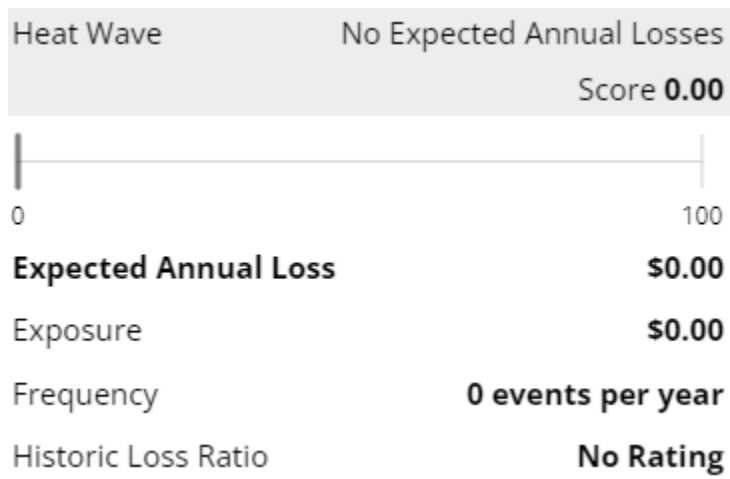 Heat Wave No Expected Annual Losses
Score 0.00
0 100
Expected Annual Loss $0.00
Exposure $0.00
Frequency 0 events per year
Historic Loss Ratio No Rating